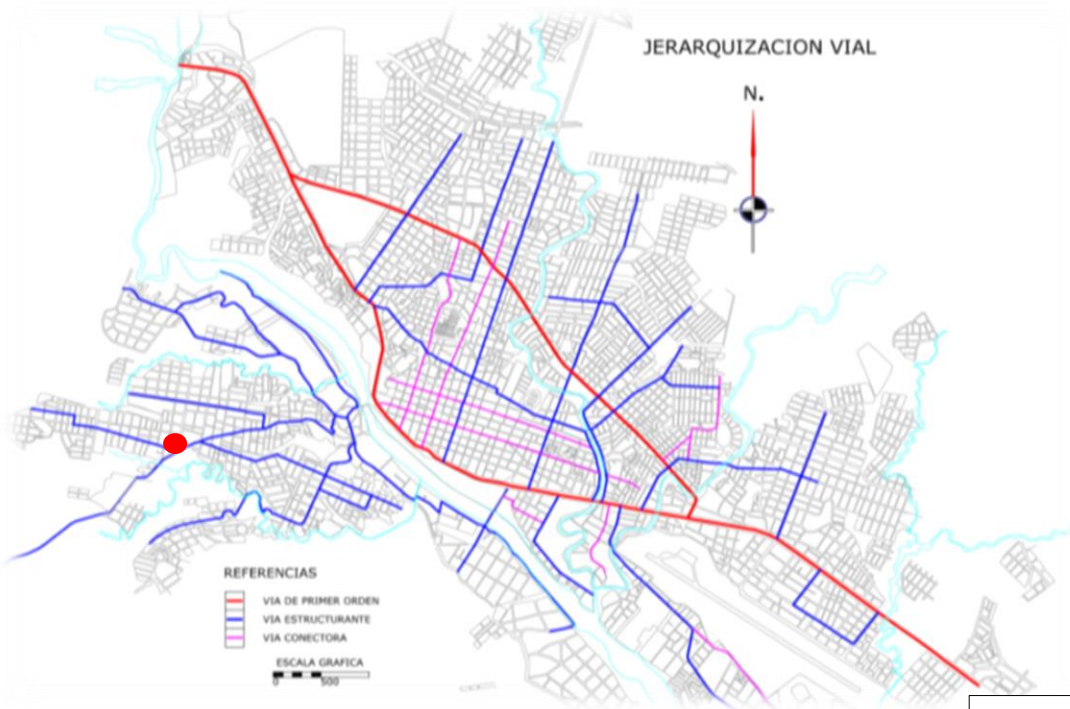 JERARQUIZACION VIAL
N.
REFERENCIAS
VIA DE PRIMER ORDEN
VIA ESTRUCTURANTE
VIA CONECTORA
ESCALA GRAFICA
0 500